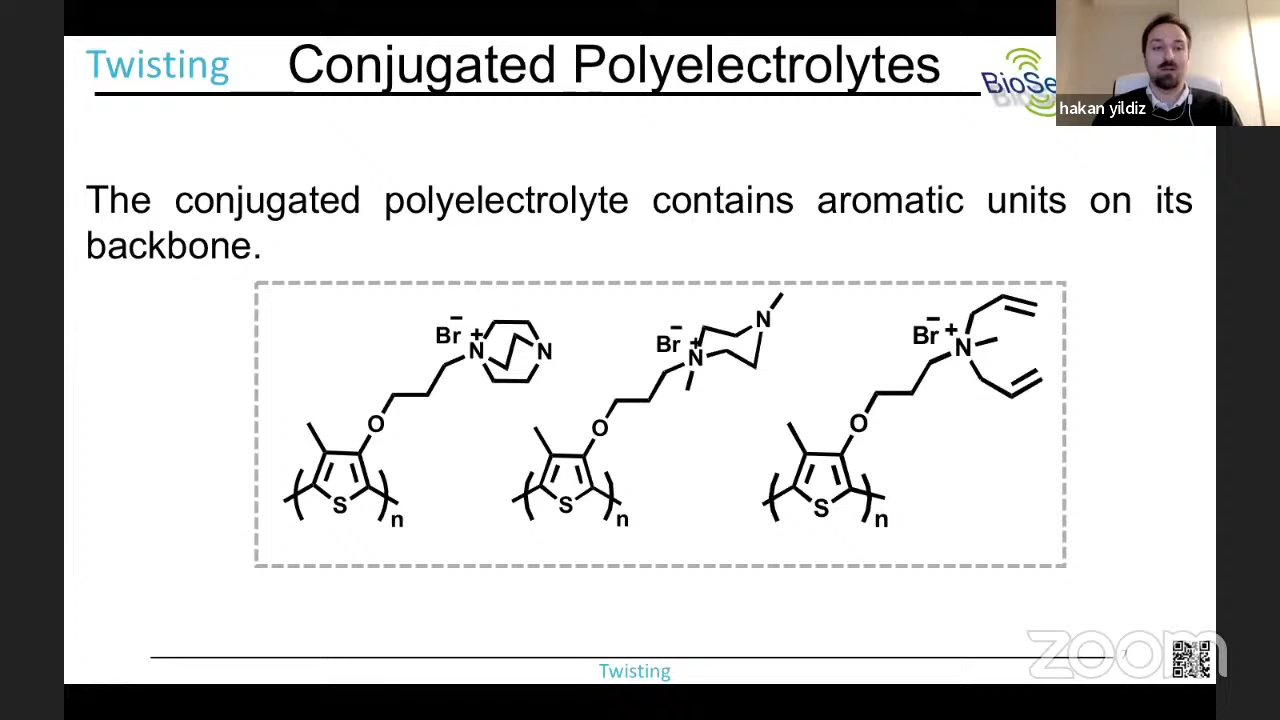 Twisting
Conjugated Polyelectrolytes
BioSe
hakan yildiz
The conjugated polyelectrolyte contains aromatic units on its
backbone.
Br − + N N
O
S
n
Br − + N N
O
S
n
Br − + N
O
S
n
Twisting
7
zoom